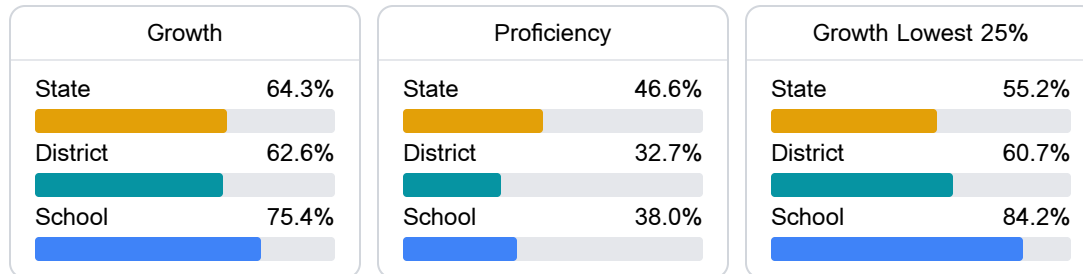 Growth
State 64.3%
District 62.6%
School 75.4%
Proficiency
State 46.6%
District 32.7%
School 38.0%
Growth Lowest 25%
State 55.2%
District 60.7%
School 84.2%